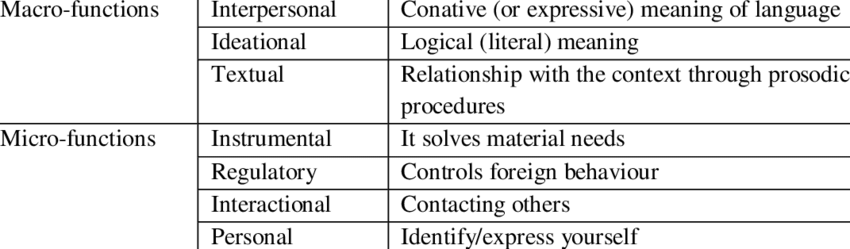 Macro-functions Interpersonal Conative (or expressive) meaning of language
Ideational Logical (literal) meaning
Textual Relationship with the context through prosodic
procedures
Micro-functions Instrumental It solves material needs
Regulatory Controls foreign behaviour
Interactional Contacting others
Personal Identify/express yourself